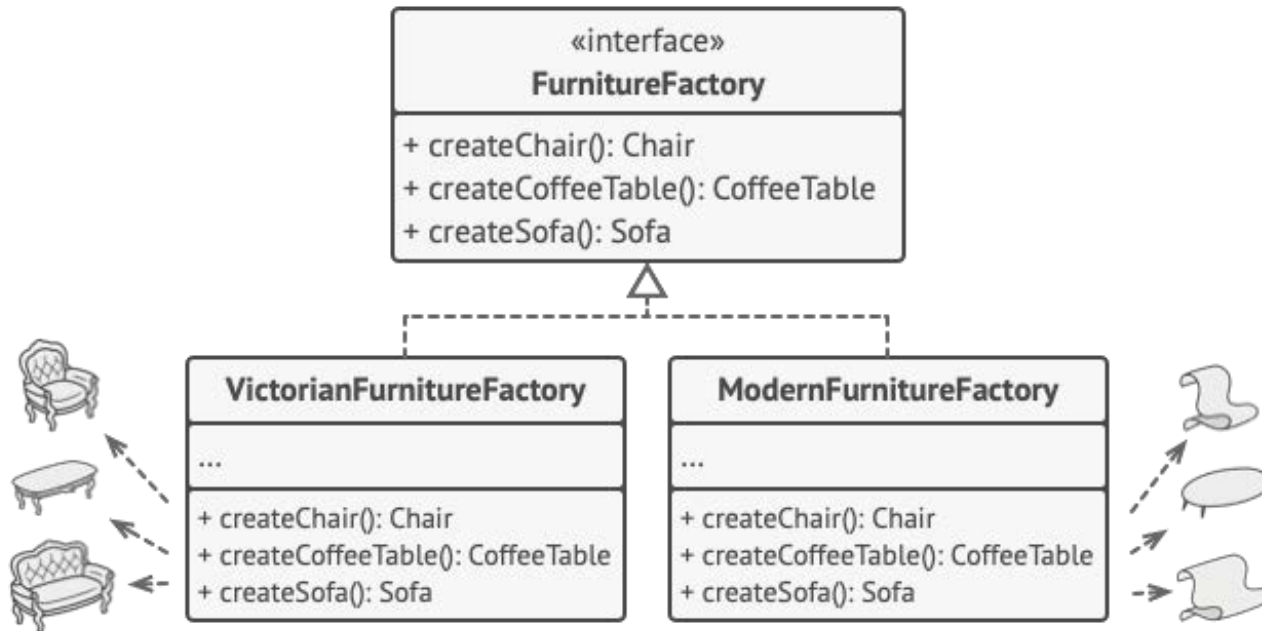 «interface»
FurnitureFactory
+ createChair(): Chair
+ createCoffeeTable(): CoffeeTable
+ createSofa(): Sofa
VictorianFurnitureFactory
...
+ createChair(): Chair
+ createCoffeeTable(): CoffeeTable
+ createSofa(): Sofa
ModernFurnitureFactory
...
+ createChair(): Chair
+ createCoffeeTable(): CoffeeTable
+ createSofa(): Sofa